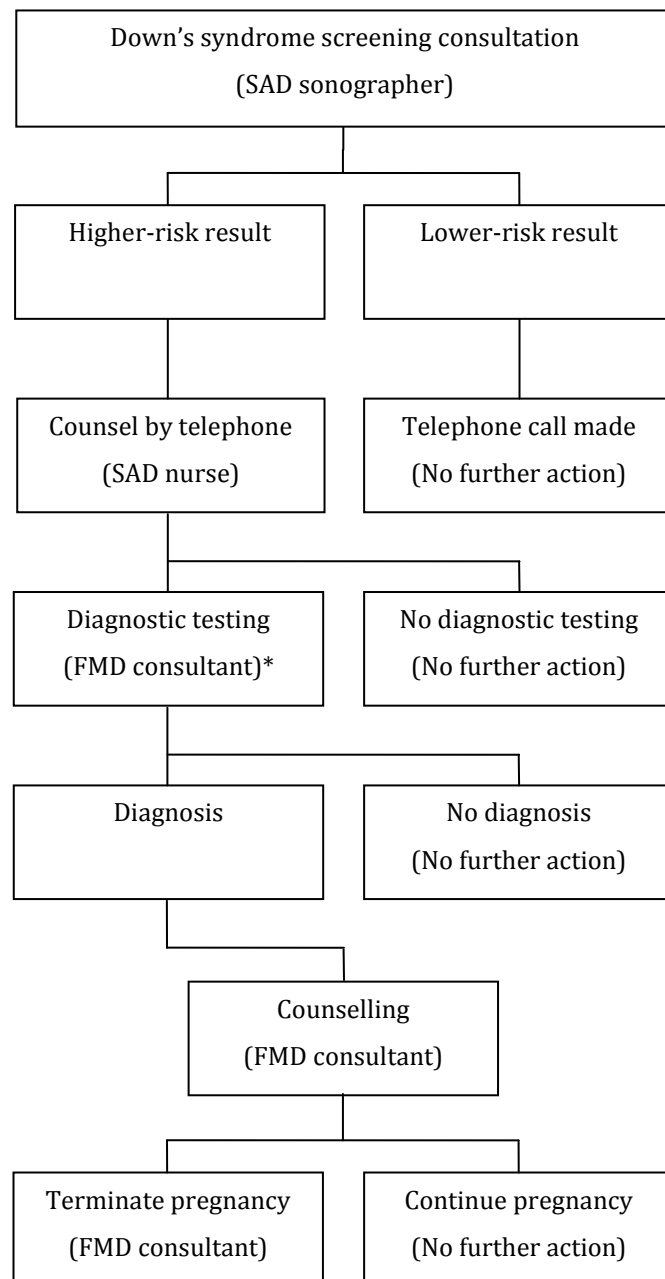 Down’s syndrome screening consultation
(SAD sonographer)
Higher-risk result
Lower-risk result
Counsel by telephone
(SAD nurse)
Telephone call made
(No further action)
Diagnostic testing
(FMD consultant)*
No diagnostic testing
(No further action)
Diagnosis
No diagnosis
(No further action)
Counselling
(FMD consultant)
Terminate pregnancy
(FMD consultant)
Continue pregnancy
(No further action)